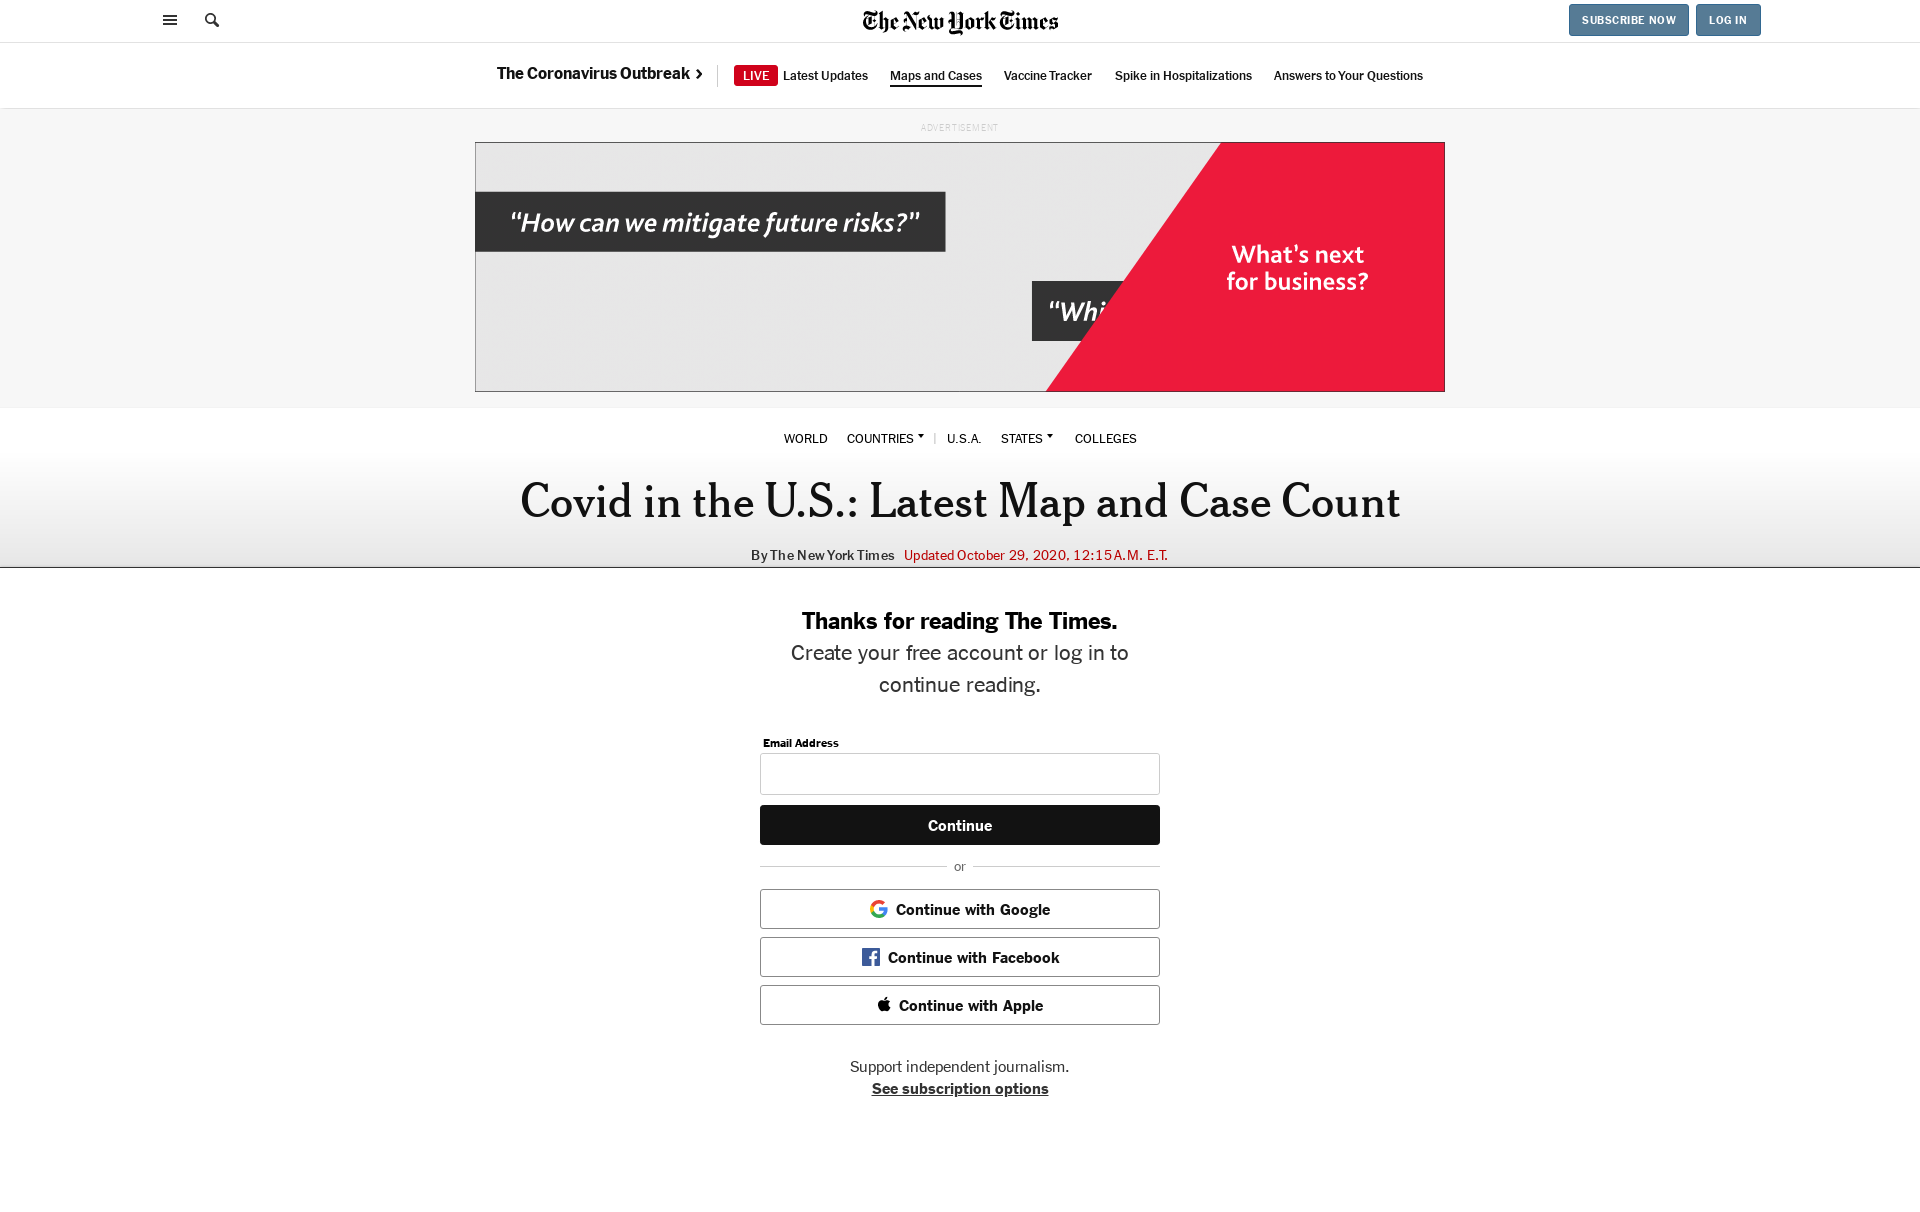 The New York Times
SUBSCRIBE NOW
LOG IN
The Coronavirus Outbreak
LIVE Latest Updates
Maps and Cases
Vaccine Tracker
Spike in Hospitalizations
Answers to Your Questions
ADVERTISEMENT
“How can we mitigate future risks?”
What’s next
for business?
“Whi
WORLD COUNTRIES | U.S.A. STATES COLLEGES
Covid in the U.S.: Latest Map and Case Count
By The New York Times Updated October 29, 2020, 12:15 A.M. E.T.
Thanks for reading The Times.
Create your free account or log in to
continue reading.
Email Address
Continue
or
Continue with Google
Continue with Facebook
Continue with Apple
Support independent journalism.
See subscription options